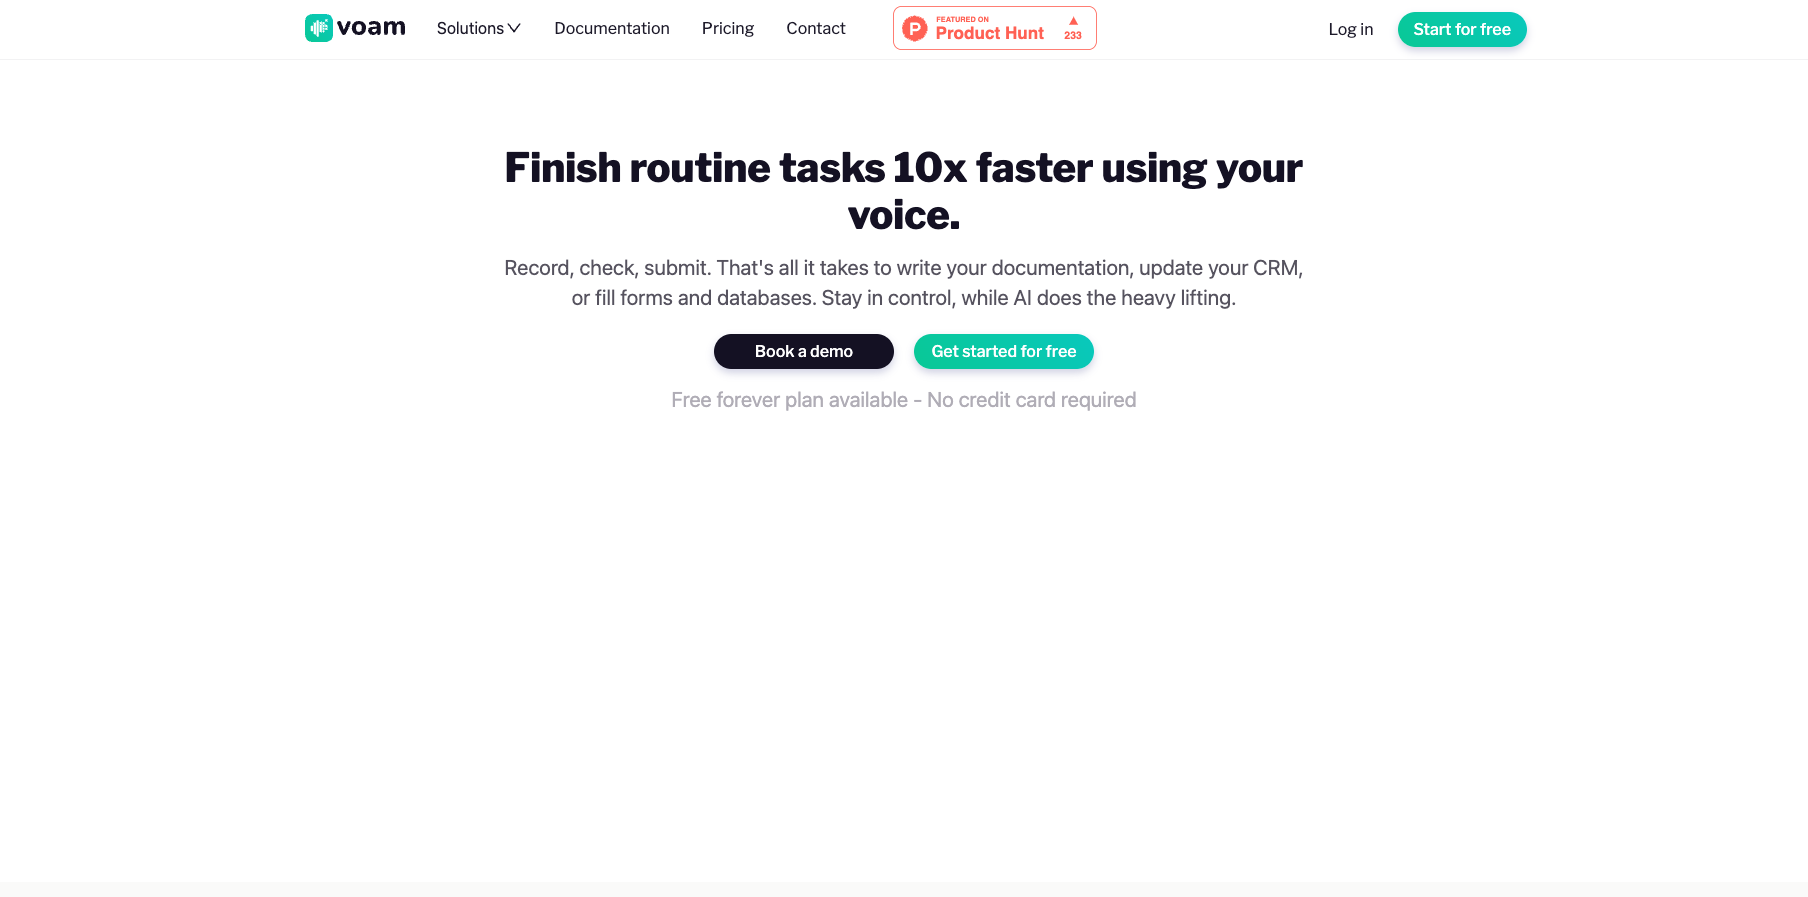 voam
Solutions
Documentation
Pricing
Contact
FEATURED ON
Product Hunt
233
Log in
Start for free
Finish routine tasks 10x faster using your
voice.
Record, check, submit. That's all it takes to write your documentation, update your CRM,
or fill forms and databases. Stay in control, while AI does the heavy lifting.
Book a demo
Get started for free
Free forever plan available - No credit card required